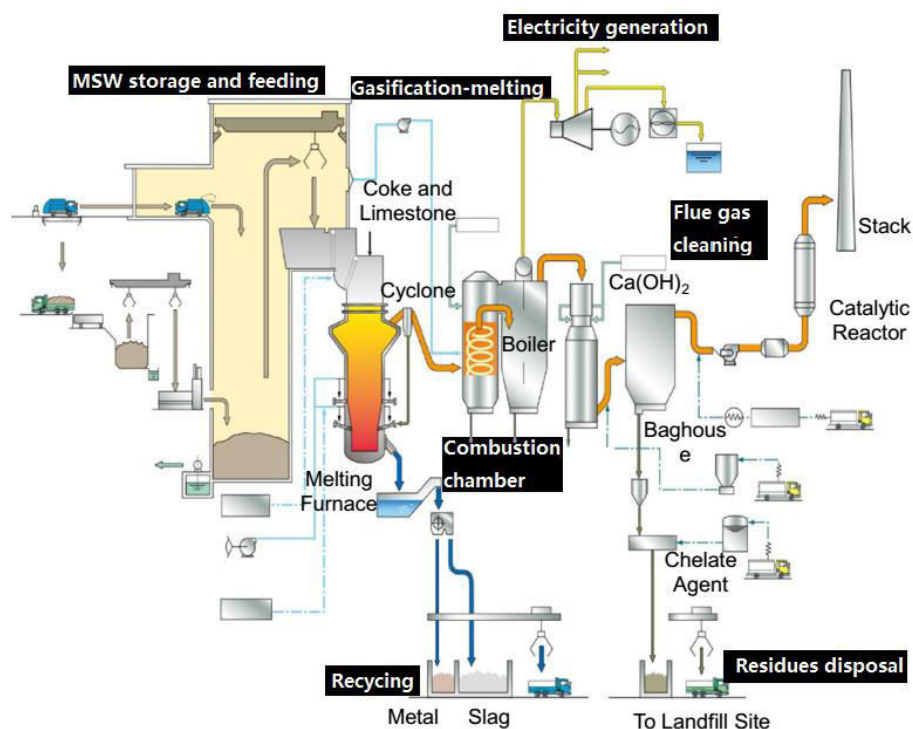 Electricity generation
MSW storage and feeding
Gasification-melting
Coke and
Limestone
Flue gas
cleaning
Stack
Cyclone
Ca(OH)2
Catalytic
Reactor
Boiler
Baghous
e
Combustion
chamber
Melting
Furnace
Chelate
Agent
Recycing
Residues disposal
Metal
Slag
To Landfill Site